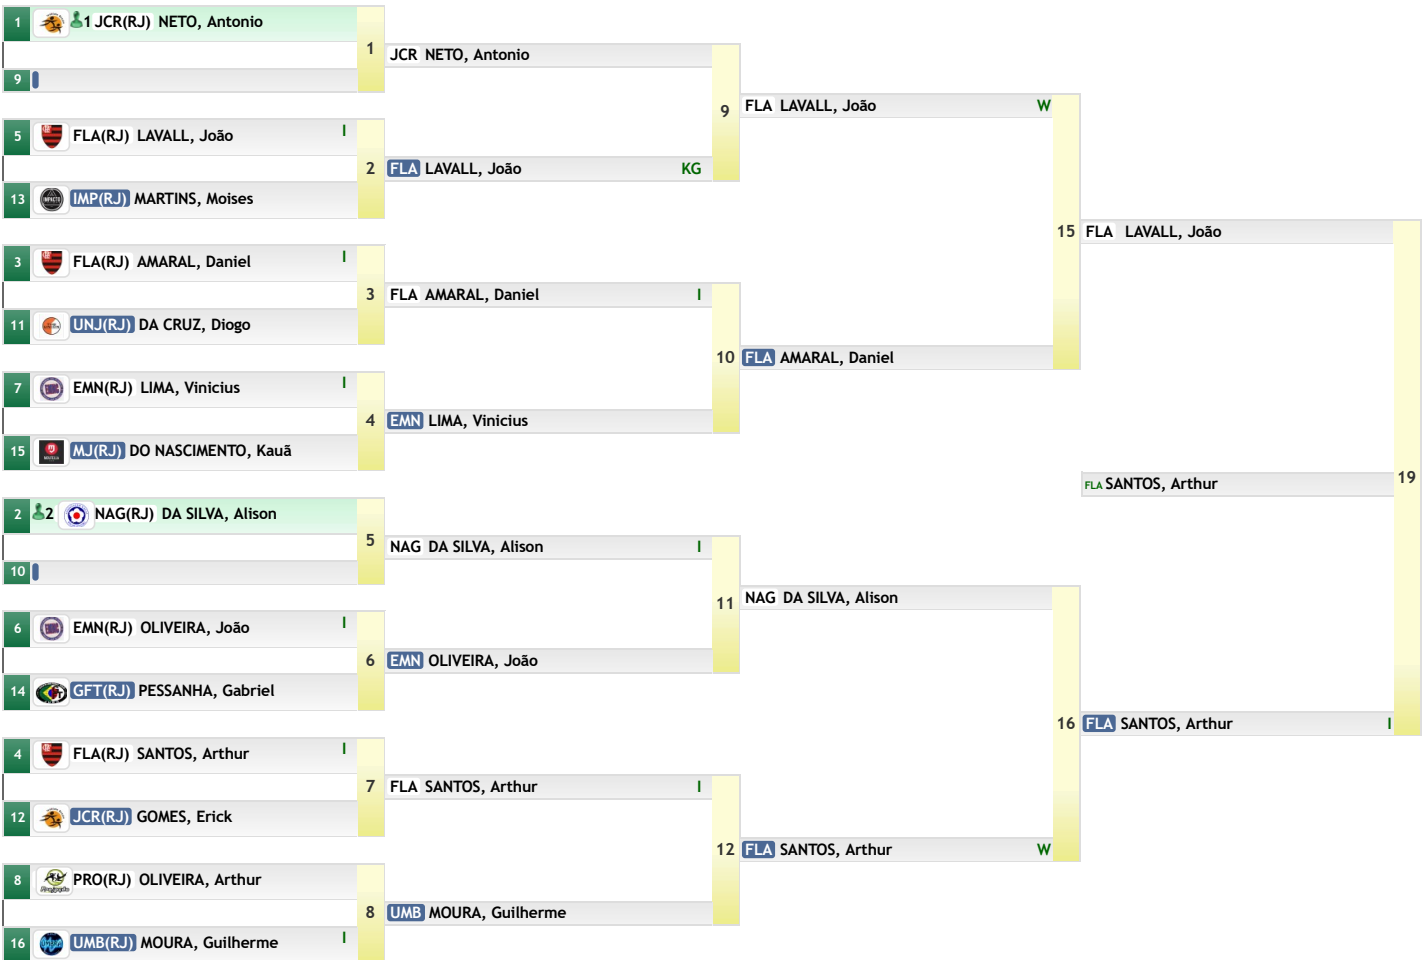 1 1 JCR(RJ) NETO, Antonio
1
9
5 FLA(RJ) LAVALL, João I
2
13 IMPACTO IMP(RJ) MARTINS, Moises
3 FLA(RJ) AMARAL, Daniel I
3
11 UNJ(RJ) DA CRUZ, Diogo
7 EMN(RJ) LIMA, Vinicius I
4
15 MJ(RJ) DO NASCIMENTO, Kauã
2 2 NAG(RJ) DA SILVA, Alison
5
10
6 EMN(RJ) OLIVEIRA, João I
6
14 GFT(RJ) PESSANHA, Gabriel
4 FLA(RJ) SANTOS, Arthur I
7
12 JCR(RJ) GOMES, Erick
8 PRO(RJ) OLIVEIRA, Arthur
8
16 UMB(RJ) MOURA, Guilherme I
JCR NETO, Antonio
9
FLA LAVALL, João KG
FLA AMARAL, Daniel I
10
EMN LIMA, Vinicius
NAG DA SILVA, Alison I
11
EMN OLIVEIRA, João
FLA SANTOS, Arthur I
12
UMB MOURA, Guilherme
FLA LAVALL, João W
15
FLA AMARAL, Daniel
NAG DA SILVA, Alison
16
FLA SANTOS, Arthur W
FLA LAVALL, João
19
FLA SANTOS, Arthur
FLA SANTOS, Arthur I